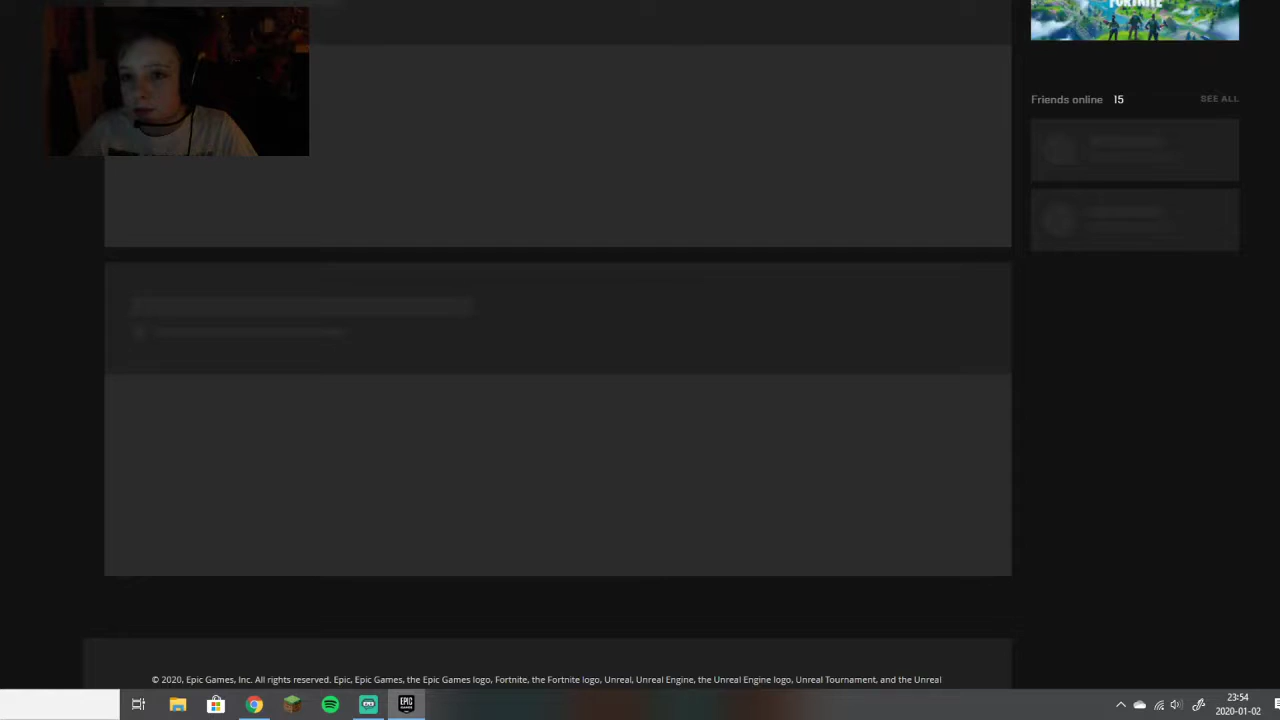 FORTNITE
Friends online 15 SEE ALL
© 2020, Epic Games, Inc. All rights reserved. Epic, Epic Games, the Epic Games logo, Fortnite, the Fortnite logo, Unreal, Unreal Engine, the Unreal Engine logo, Unreal Tournament, and the Unreal
EPIC
GAMES
23:54
2020-01-02